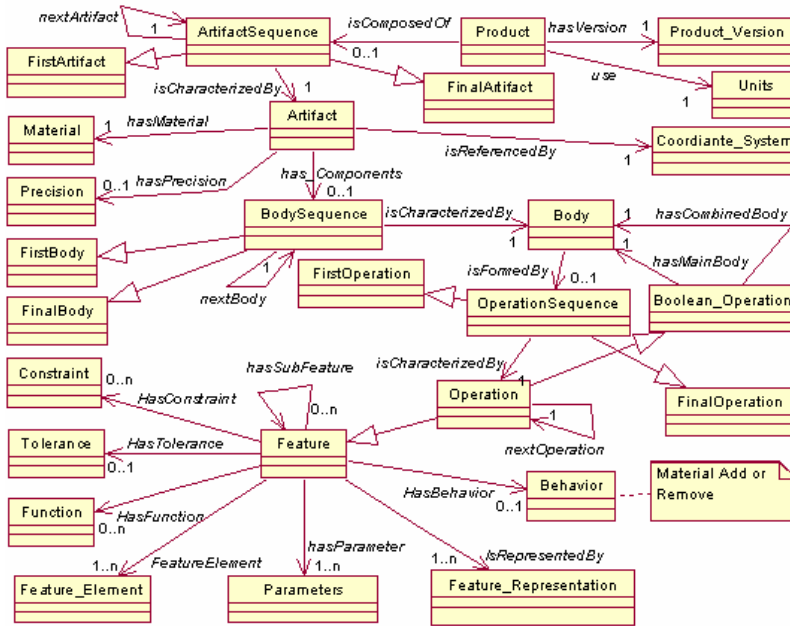 nextArtifact
1
ArtifactSequence
isComposedOf
0..1
Product
hasVersion
1
Product_Version
FirstArtifact
FinalArtifact
use
1
Units
isCharacterizedBy
1
Material
1
hasMaterial
Artifact
isReferencedBy
1
Coordiante_System
Precision
0..1
hasPrecision
has_Components
0..1
BodySequence
isCharacterizedBy
1
Body
1
hasCombinedBody
1
hasMainBody
FirstBody
1
nextBody
FirstOperation
isFormedBy
0..1
FinalBody
OperationSequence
Boolean_Operation
Constraint
0..n
HasConstraint
hasSubFeature
0..n
isCharacterizedBy
1
Operation
1
nextOperation
FinalOperation
Tolerance
0..1
HasTolerance
Feature
Function
0..n
HasFunction
HasBehavior
0..1
Behavior
Material Add or
Remove
FeatureElement
1..n
hasParameter
1..n
IsRepresentedBy
1..n
Feature_Element
Parameters
Feature_Representation